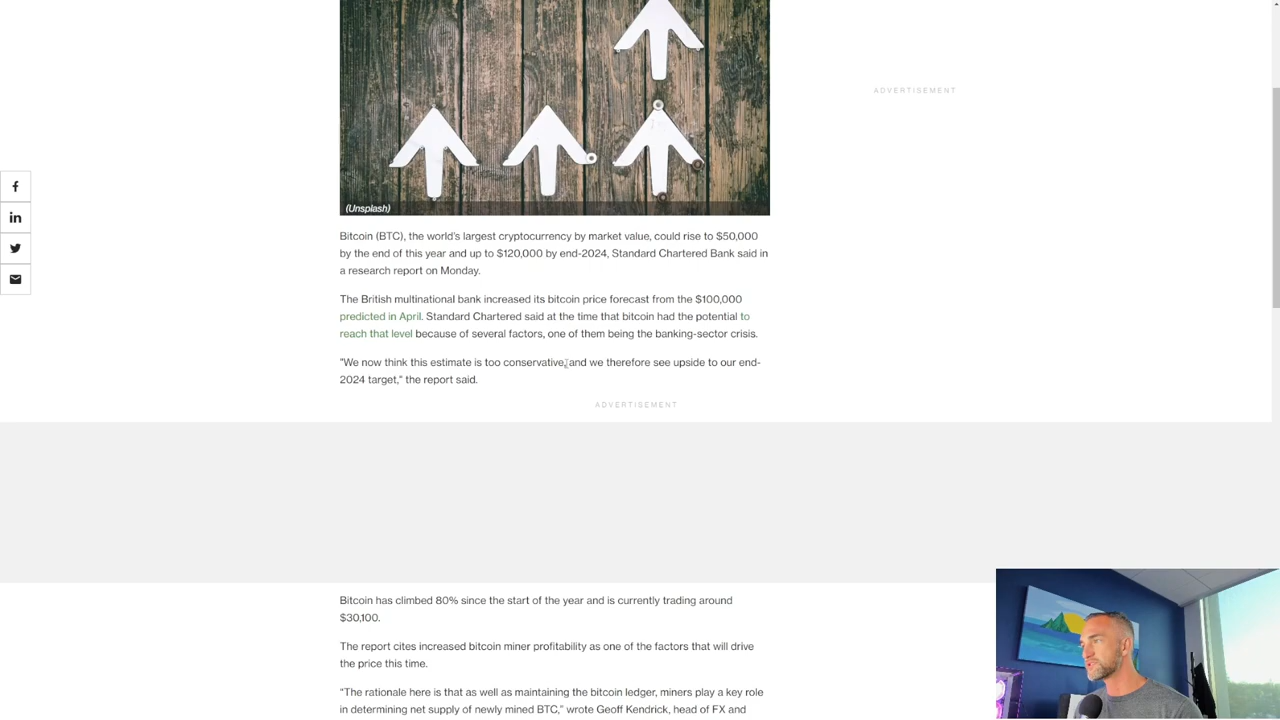 ADVERTISEMENT
(Unsplash)
Bitcoin (BTC), the world's largest cryptocurrency by market value, could rise to $50,000
by the end of this year and up to $120,000 by end-2024, Standard Chartered Bank said in
a research report on Monday.
The British multinational bank increased its bitcoin price forecast from the $100,000
predicted in April. Standard Chartered said at the time that bitcoin had the potential to
reach that level because of several factors, one of them being the banking-sector crisis.
"We now think this estimate is too conservative, and we therefore see upside to our end-
2024 target," the report said.
ADVERTISEMENT
Bitcoin has climbed 80% since the start of the year and is currently trading around
$30,100.
The report cites increased bitcoin miner profitability as one of the factors that will drive
the price this time.
"The rationale here is that as well as maintaining the bitcoin ledger, miners play a key role
in determining net supply of newly mined BTC," wrote Geoff Kendrick, head of FX and